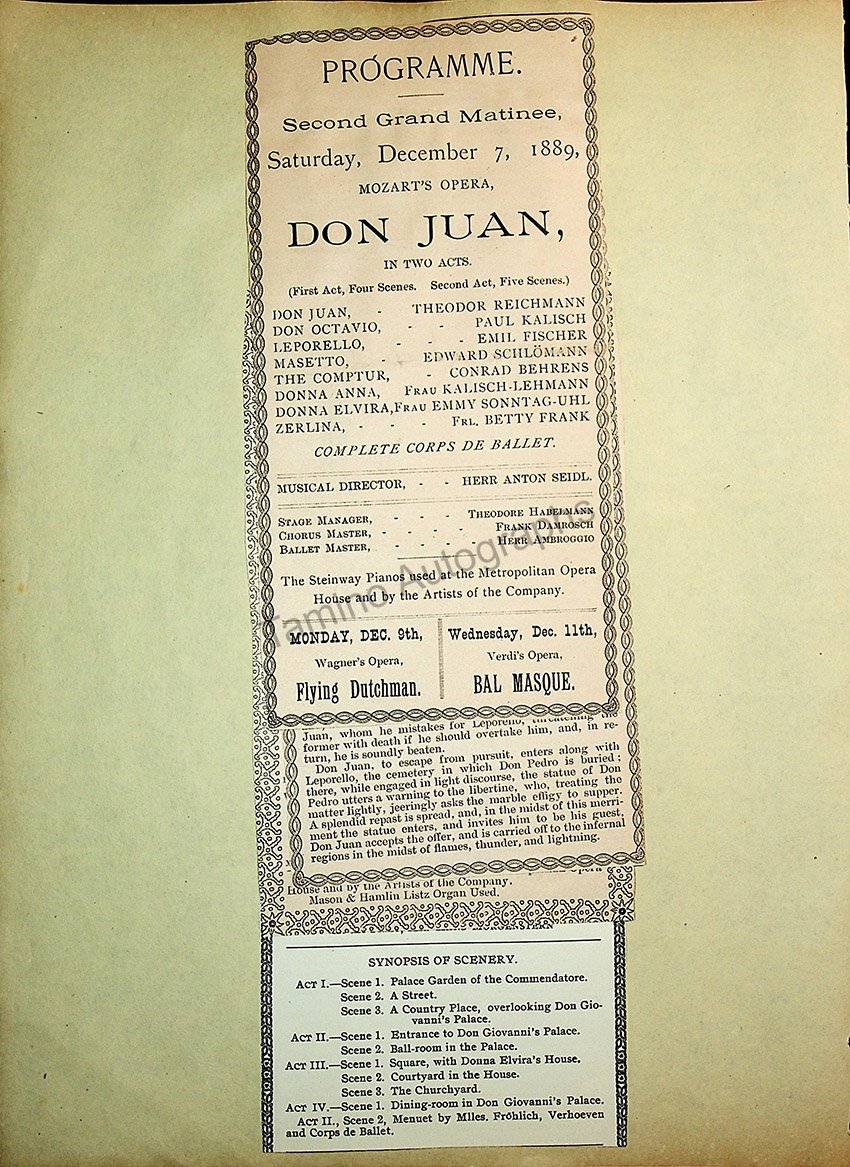 PROGRAMME.
Second Grand Matinee,
Saturday, December 7, 1889,
MOZART'S OPERA,
DON JUAN,
IN TWO ACTS.
(First Act, Four Scenes. Second Act, Five Scenes.)
DON JUAN, - THEODOR REICHMANN
DON OCTAVIO, - - PAUL KALISCH
LEPORELLO, - - - EMIL FISCHER
MASETTO, - EDWARD SCHLÖMANN
THE COMPTUR, - CONRAD BEHRENS
DONNA ANNA, FRAU KALISCH-LEHMANN
DONNA ELVIRA, FRAU EMMY SONNTAG-UHL
ZERLINA, - - - FRL. BETTY FRANK
COMPLETE CORPS DE BALLET.
MUSICAL DIRECTOR, - - HERR ANTON SEIDL.
STAGE MANAGER, - - - THEODORE HABELMANN
CHORUS MASTER, - - - - FRANK DAMROSCH
BALLET MASTER, - - - - HERR AMBROGGIO
The Steinway Pianos used at the Metropolitan Opera
House and by the Artists of the Company.
Tamino Autographs
MONDAY, DEC. 9th,
Wagner's Opera,
Flying Dutchman.
Wednesday, Dec. 11th,
Verdi's Opera,
BAL MASQUE.
Juan, whom he mistakes for Leporello, threatening the
former with death if he should overtake him, and, in re-
turn, he is soundly beaten.
Don Juan, to escape from pursuit, enters along with
Leporello, the cemetery in which Don Pedro is buried;
there, while engaged in light discourse, the statue of Don
Pedro utters a warning to the libertine, who, treating the
matter lightly, jeeringly asks the marble effigy to supper.
A splendid repast is spread, and, in the midst of this merri-
ment the statue enters, and invites him to be his guest,
Don Juan accepts the offer, and is carried off to the infernal
regions in the midst of flames, thunder, and lightning.
Opera
House and by the Artists of the Company.
Mason & Hamlin Listz Organ Used.
SYNOPSIS OF SCENERY.
ACT I.—Scene 1. Palace Garden of the Commendatore.
Scene 2. A Street.
Scene 3. A Country Place, overlooking Don Gio-
vanni's Palace.
ACT II.—Scene 1. Entrance to Don Giovanni's Palace.
Scene 2. Ball-room in the Palace.
ACT III.—Scene 1. Square, with Donna Elvira's House.
Scene 2. Courtyard in the House.
Scene 3. The Churchyard.
ACT IV.—Scene 1. Dining-room in Don Giovanni's Palace.
ACT II., Scene 2, Menuet by Mlles. Fröhlich, Verhoeven
and Corps de Ballet.